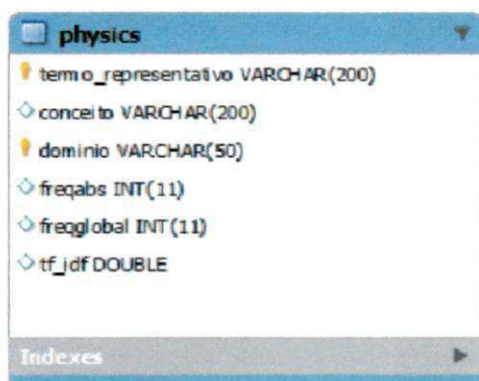 physics
termo_representativo VARCHAR(200)
conceito VARCHAR(200)
dominio VARCHAR(50)
freqabs INT(11)
freqglobal INT(11)
tf_idf DOUBLE
Indexes